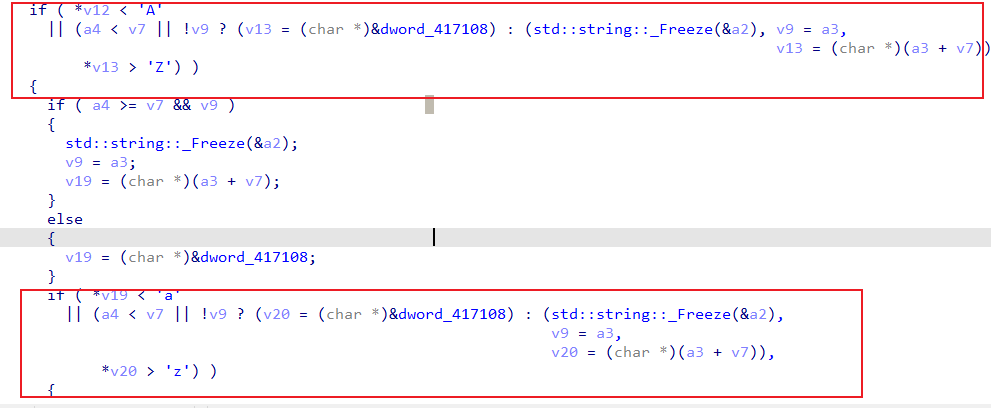 if ( *v12 < 'A'
|| (a4 < v7 || !v9 ? (v13 = (char *)&dword_417108) : (std::string::_Freeze(&a2), v9 = a3,
v13 = (char *)(a3 + v7))
*v13 > 'Z') )
{
if ( a4 >= v7 && v9 )
{
std::string::_Freeze(&a2);
v9 = a3;
v19 = (char *)(a3 + v7);
}
else
{
v19 = (char *)&dword_417108;
}
if ( *v19 < 'a'
|| (a4 < v7 || !v9 ? (v20 = (char *)&dword_417108) : (std::string::_Freeze(&a2),
v9 = a3,
v20 = (char *)(a3 + v7)),
*v20 > 'z') )
{